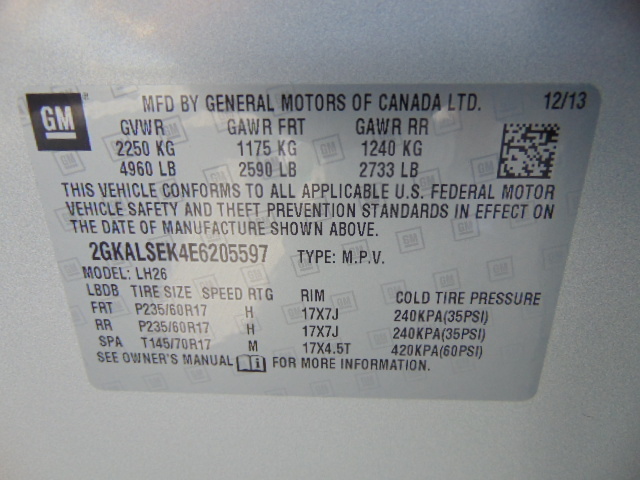 GM
MFD BY GENERAL MOTORS OF CANADA LTD. 12/13
GVWR GAWR FRT GAWR RR
2250 KG 1175 KG 1240 KG
4960 LB 2590 LB 2733 LB
THIS VEHICLE CONFORMS TO ALL APPLICABLE U.S. FEDERAL MOTOR
VEHICLE SAFETY AND THEFT PREVENTION STANDARDS IN EFFECT ON
THE DATE OF MANUFACTURE SHOWN ABOVE.
2GKALSEK4E6205597 TYPE: M.P.V.
MODEL: LH26
LBDB TIRE SIZE SPEED RTG RIM COLD TIRE PRESSURE
FRT P235/60R17 H 17X7J 240KPA(35PSI)
RR P235/60R17 H 17X7J 240KPA(35PSI)
SPA T145/70R17 M 17X4.5T 420KPA(60PSI)
SEE OWNER'S MANUAL FOR MORE INFORMATION.